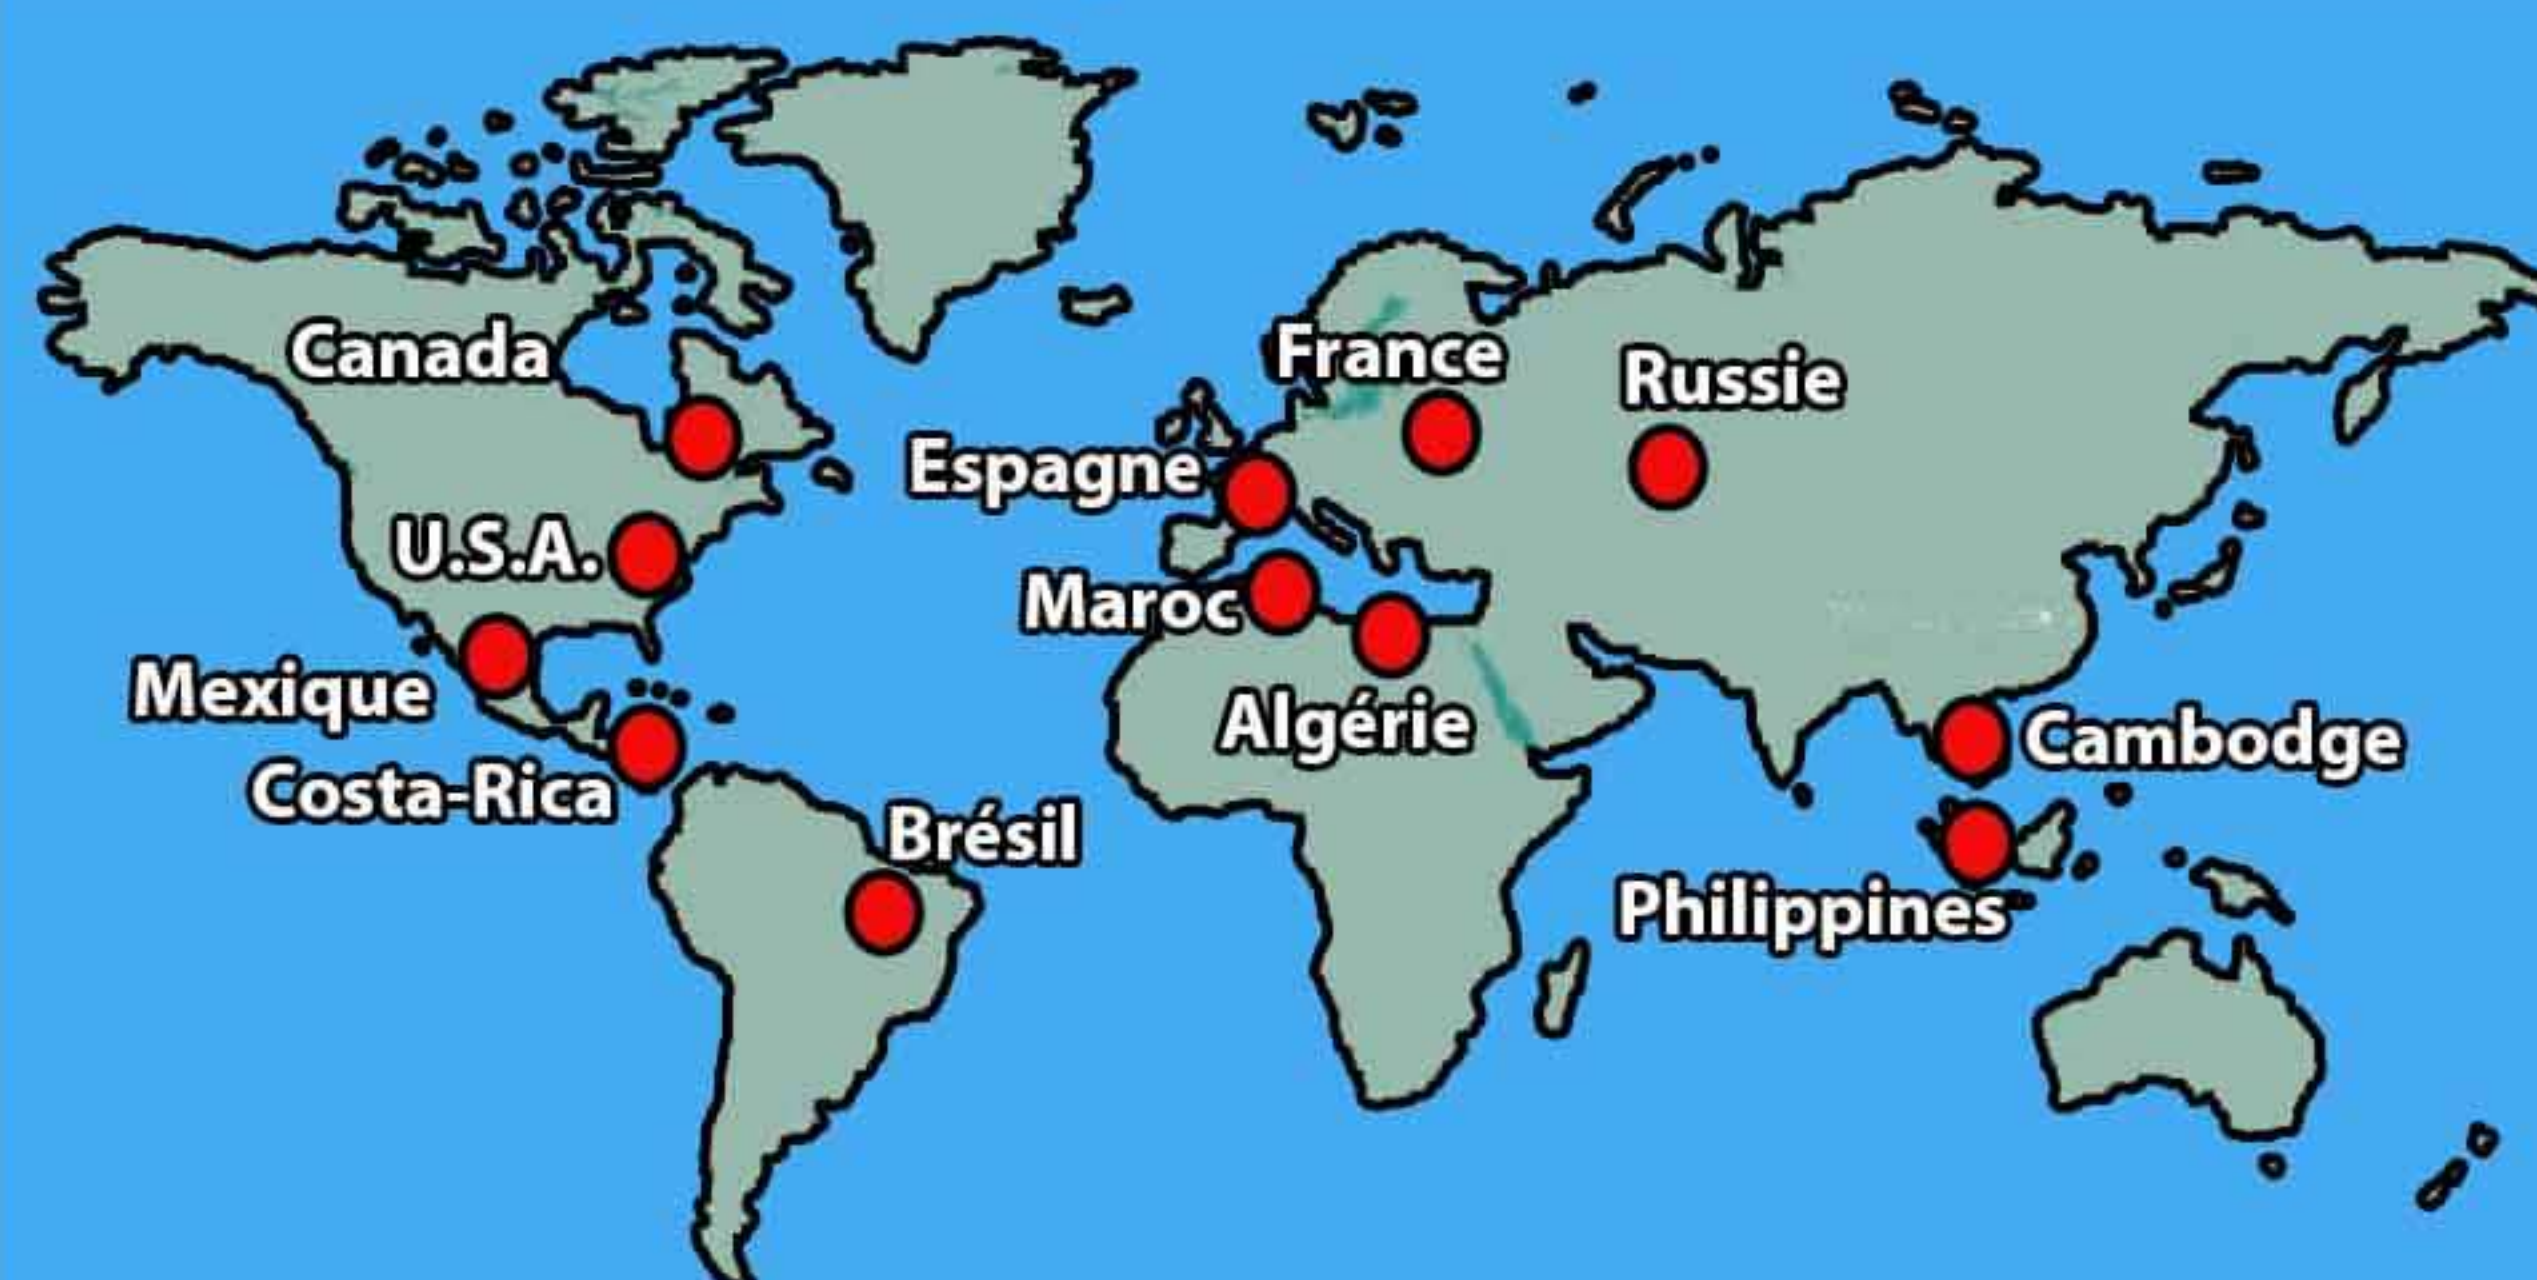 Canada
France
Russie
Espagne
U.S.A.
Maroc
Mexique
Algérie
Cambodge
Costa-Rica
Brésil
Philippines